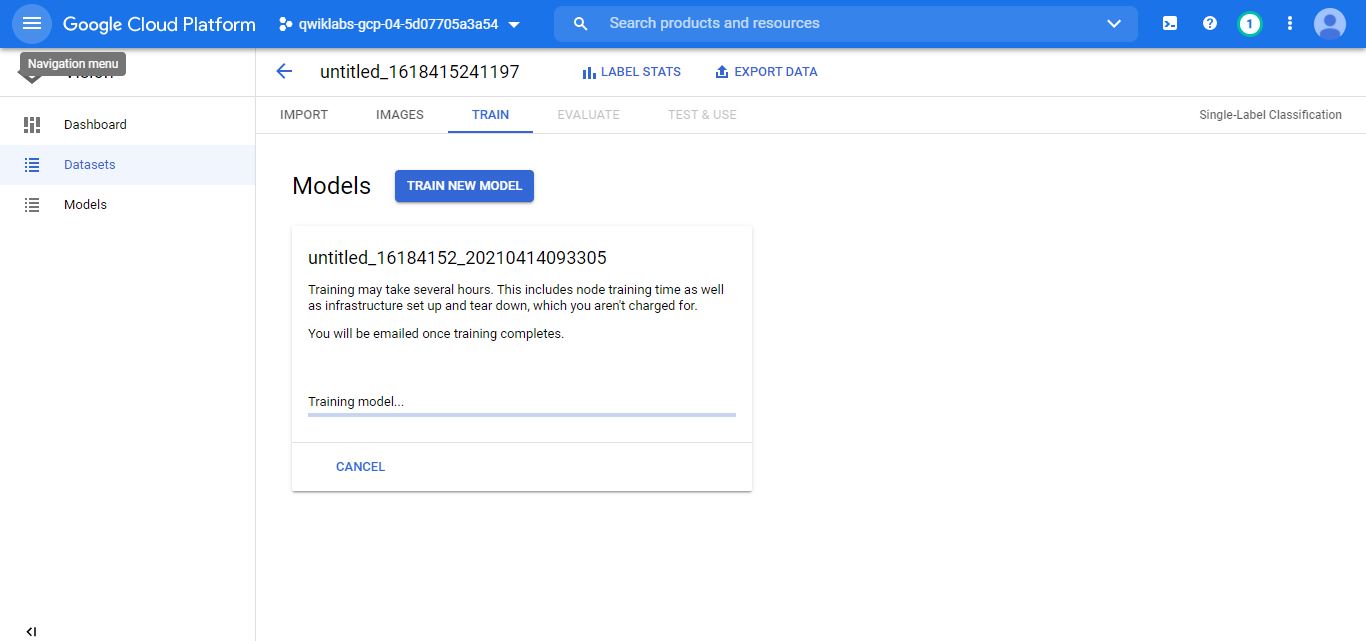 Google Cloud Platform
qwiklabs-gcp-04-5d07705a3a54
Search products and resources
1
Navigation menu
Vision
untitled_1618415241197
LABEL STATS
EXPORT DATA
IMPORT
IMAGES
TRAIN
EVALUATE
TEST & USE
Single-Label Classification
Dashboard
Datasets
Models
Models
TRAIN NEW MODEL
untitled_16184152_20210414093305
Training may take several hours. This includes node training time as well
as infrastructure set up and tear down, which you aren't charged for.
You will be emailed once training completes.
Training model...
CANCEL